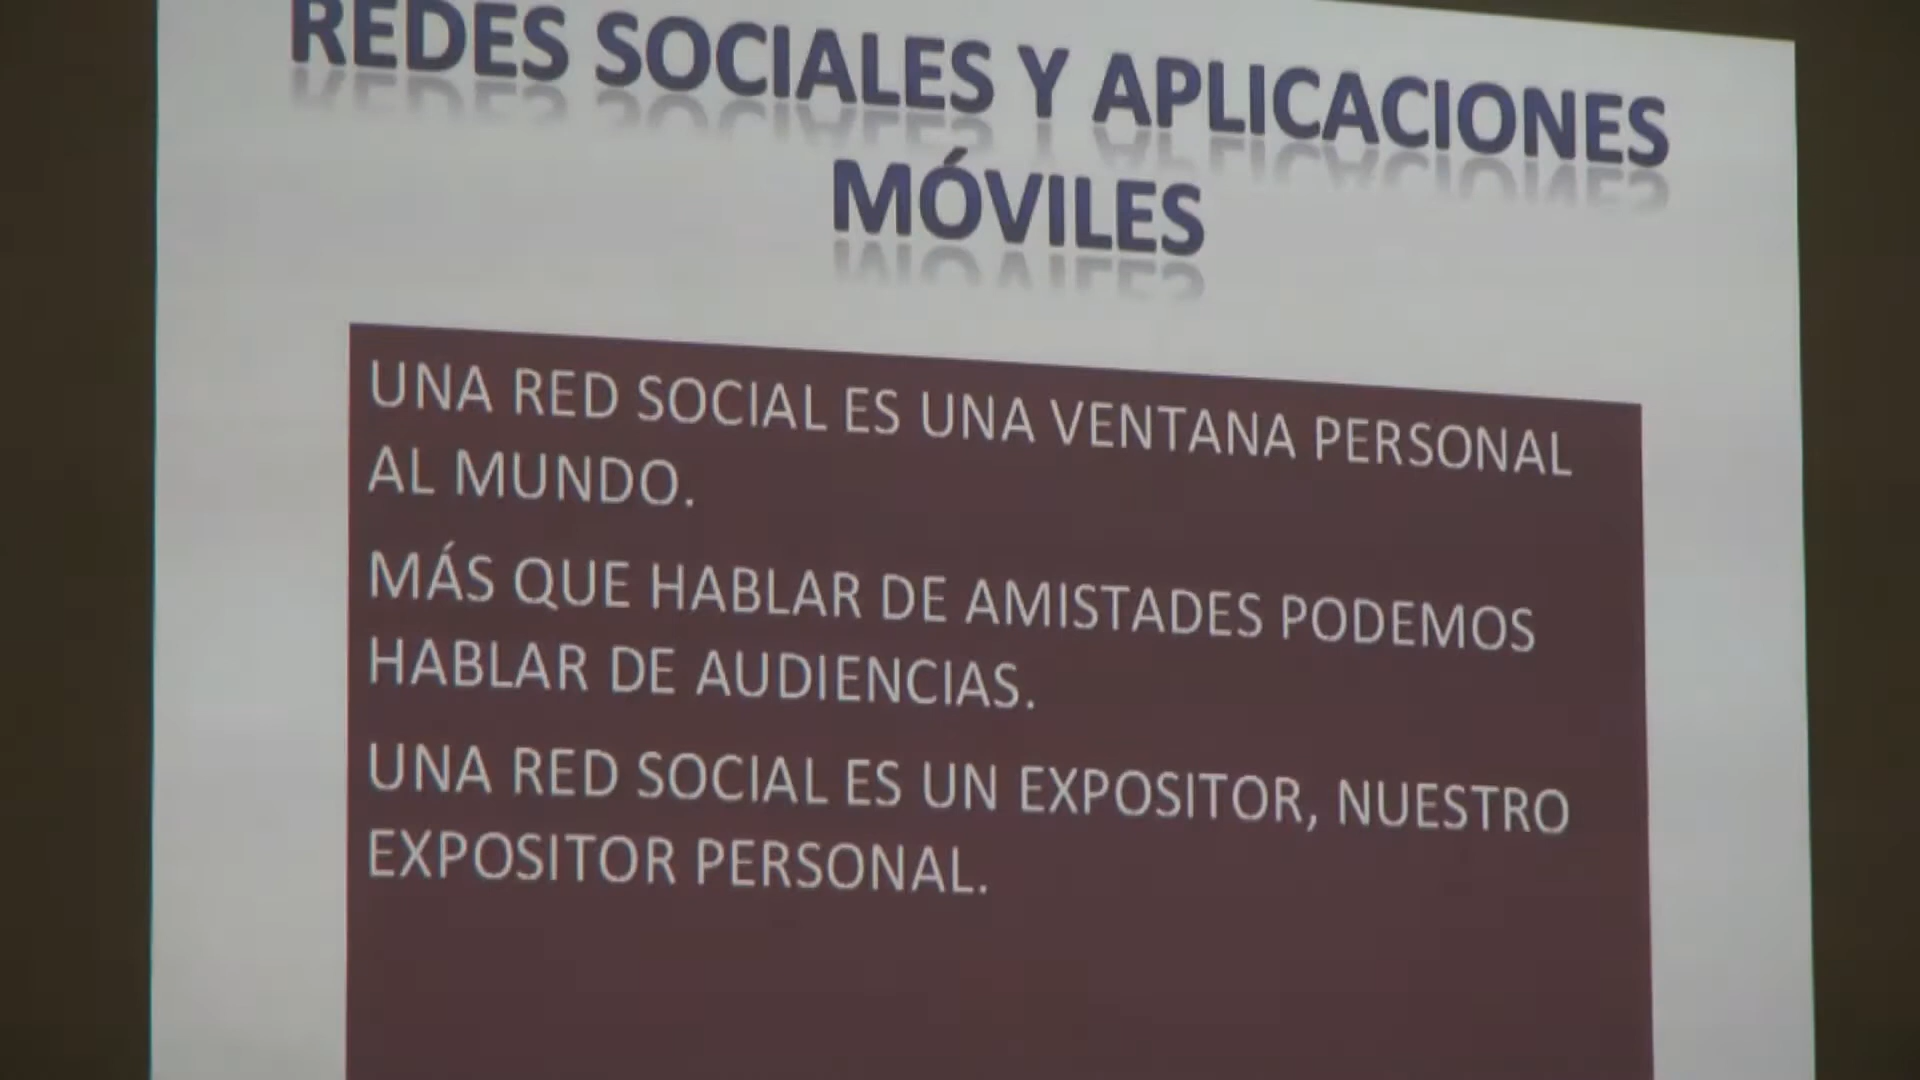 REDES SOCIALES Y APLICACIONES
MÓVILES
UNA RED SOCIAL ES UNA VENTANA PERSONAL
AL MUNDO.
MÁS QUE HABLAR DE AMISTADES PODEMOS
HABLAR DE AUDIENCIAS.
UNA RED SOCIAL ES UN EXPOSITOR, NUESTRO
EXPOSITOR PERSONAL.